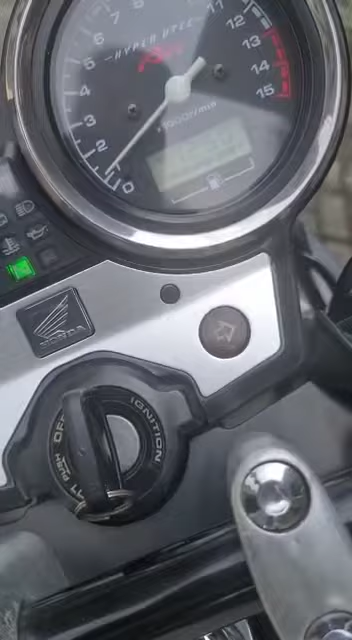 7
8
11
12
13
14
15
6
5
4
3
2
1
0
HYPER VTEC
x1000r/min
HONDA
IGNITION
OFF
PUSH